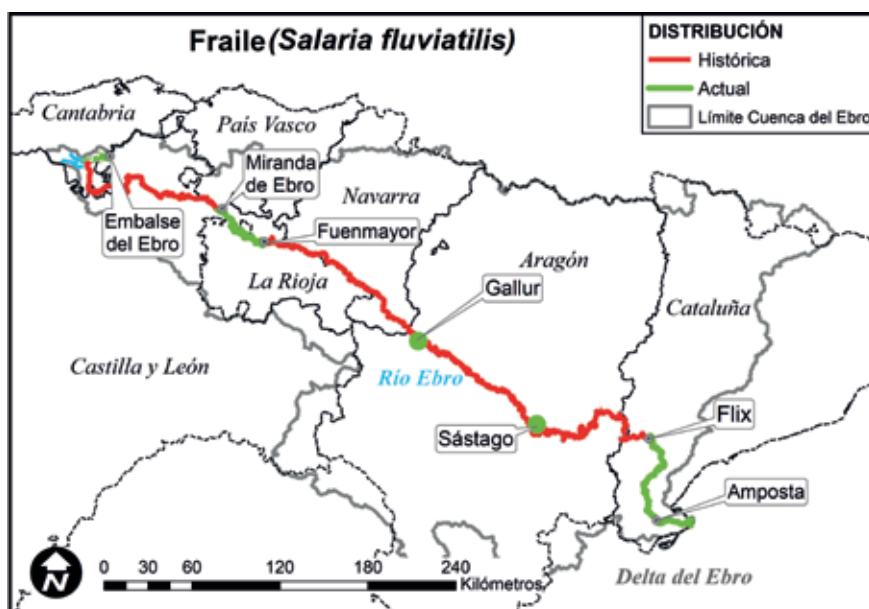 Fraile (Salaria fluviatilis)
DISTRIBUCIÓN
Histórica
Actual
Límite Cuenca del Ebro
Cantabria
País Vasco
Miranda
de Ebro
Navarra
Embalse
del Ebro
Fuenmayor
La Rioja
Aragón
Gallur
Cataluña
Castilla y León
Río Ebro
Sástago
Flix
Amposta
N
0 30 60 120 180 240
Kilómetros
Delta del Ebro